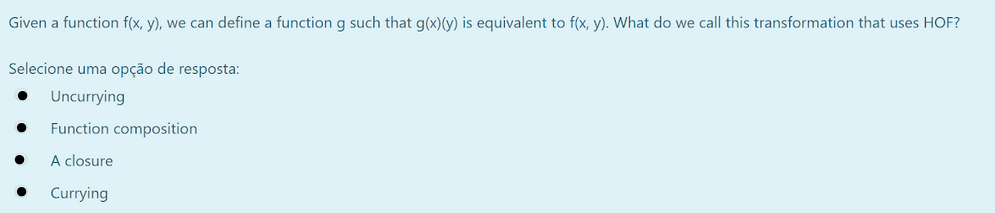 Given a function f(x, y), we can define a function g such that g(x)(y) is equivalent to f(x, y). What do we call this transformation that uses HOF?
Selecione uma opção de resposta:
Uncurrying
Function composition
A closure
Currying